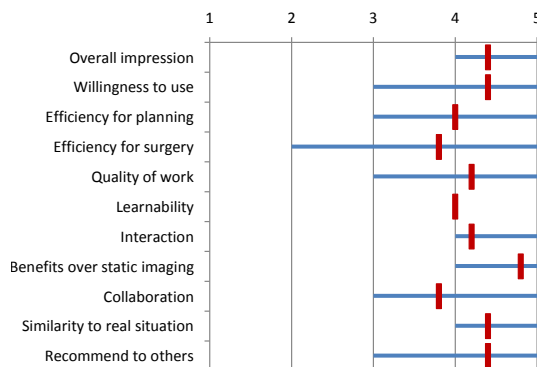 1 2 3 4 5
Overall impression
Willingness to use
Efficiency for planning
Efficiency for surgery
Quality of work
Learnability
Interaction
Benefits over static imaging
Collaboration
Similarity to real situation
Recommend to others